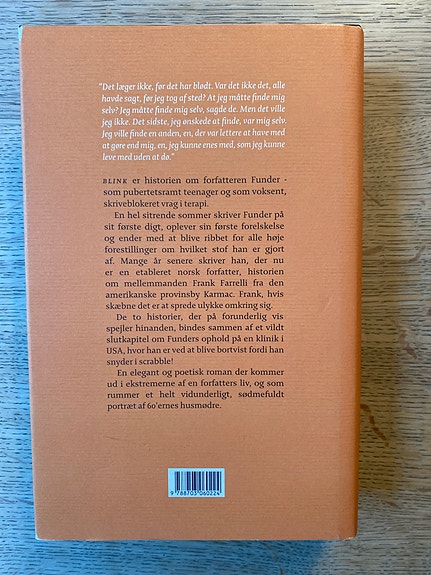 "Det læger ikke, før det har blødt. Var det ikke det, alle
havde sagt, før jeg tog af sted? At jeg måtte finde mig
selv? Jeg måtte finde mig selv, sagde de. Men det ville
jeg ikke. Det sidste, jeg ønskede at finde, var mig selv.
Jeg ville finde en anden, en, der var lettere at have med
at gøre end mig, en, jeg kunne enes med, som jeg kunne
leve med uden at dø."
BLINK er historien om forfatteren Funder -
som pubertetsramt teenager og som voksent,
skriveblokeret vrag i terapi.
En hel sitrende sommer skriver Funder på
sit første digt, oplever sin første forelskelse
og ender med at blive ribbet for alle høje
forestillinger om hvilket stof han er gjort
af. Mange år senere skriver han, der nu
er en etableret norsk forfatter, historien
om mellemmanden Frank Farrelli fra den
amerikanske provinsby Karmac. Frank, hvis
skæbne det er at sprede ulykke omkring sig.
De to historier, der på forunderlig vis
spejler hinanden, bindes sammen af et vildt
slutkapitel om Funders ophold på en klinik i
USA, hvor han er ved at blive bortvist fordi han
snyder i scrabble!
En elegant og poetisk roman der kommer
ud i ekstremerne af en forfatters liv, og som
rummet et helt vidunderligt, sødmefuldt
portræt af 60'ernes husmødre.
9 788703 060224